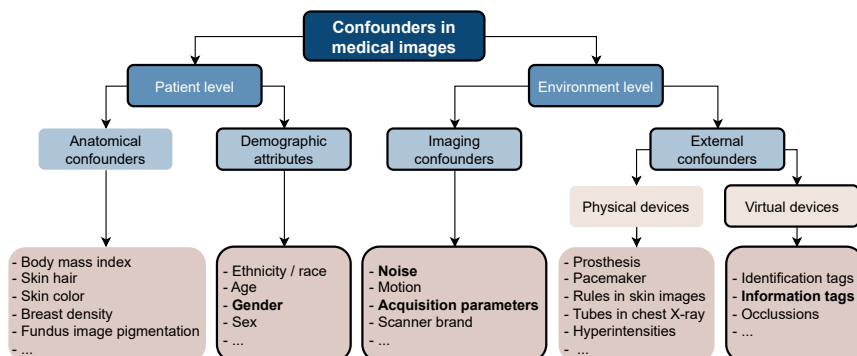 Confounders in
medical images
Patient level
Environment level
Anatomical
confounders
Demographic
attributes
Imaging
confounders
External
confounders
Physical devices
Virtual devices
- Body mass index
- Skin hair
- Skin color
- Breast density
- Fundus image pigmentation
- ...
- Ethnicity / race
- Age
- Gender
- Sex
- ...
- Noise
- Motion
- Acquisition parameters
- Scanner brand
- ...
- Prosthesis
- Pacemaker
- Rules in skin images
- Tubes in chest X-ray
- Hyperintensities
- ...
- Identification tags
- Information tags
- Occlussions
- ...